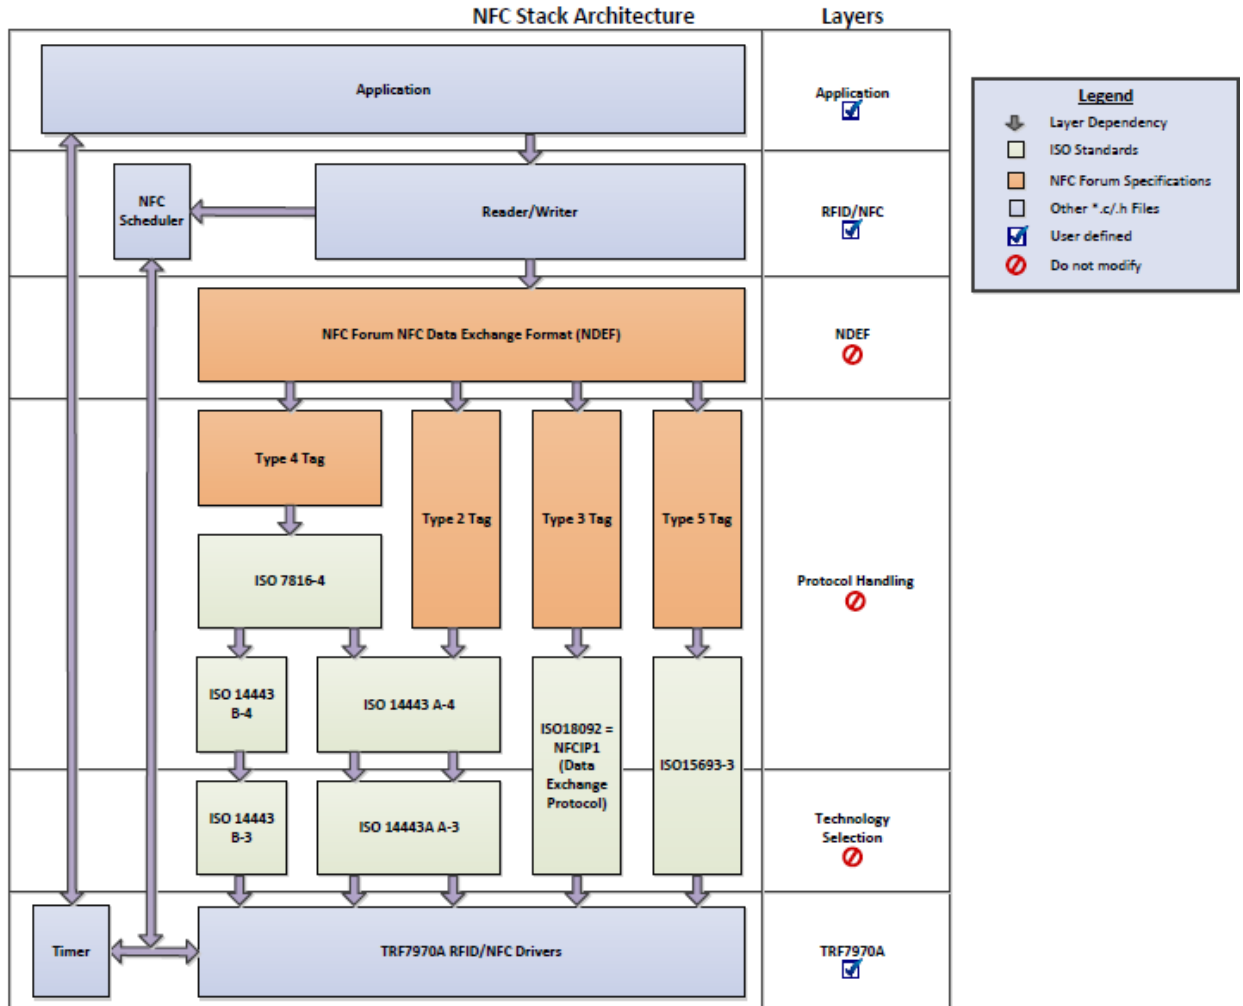 NFC Stack Architecture
Layers
Application
Application
Legend
Layer Dependency
ISO Standards
NFC Forum Specifications
Other *.c/.h Files
User defined
Do not modify
NFC
Scheduler
Reader/Writer
RFID/NFC
NFC Forum NFC Data Exchange Format (NDEF)
NDEF
Type 4 Tag
Type 2 Tag
Type 3 Tag
Type 5 Tag
ISO 7816-4
Protocol Handling
ISO 14443
B-4
ISO 14443 A-4
ISO18092 =
NFCIP1
(Data
Exchange
Protocol)
ISO15693-3
ISO 14443
B-3
ISO 14443A A-3
Technology
Selection
Timer
TRF7970A RFID/NFC Drivers
TRF7970A